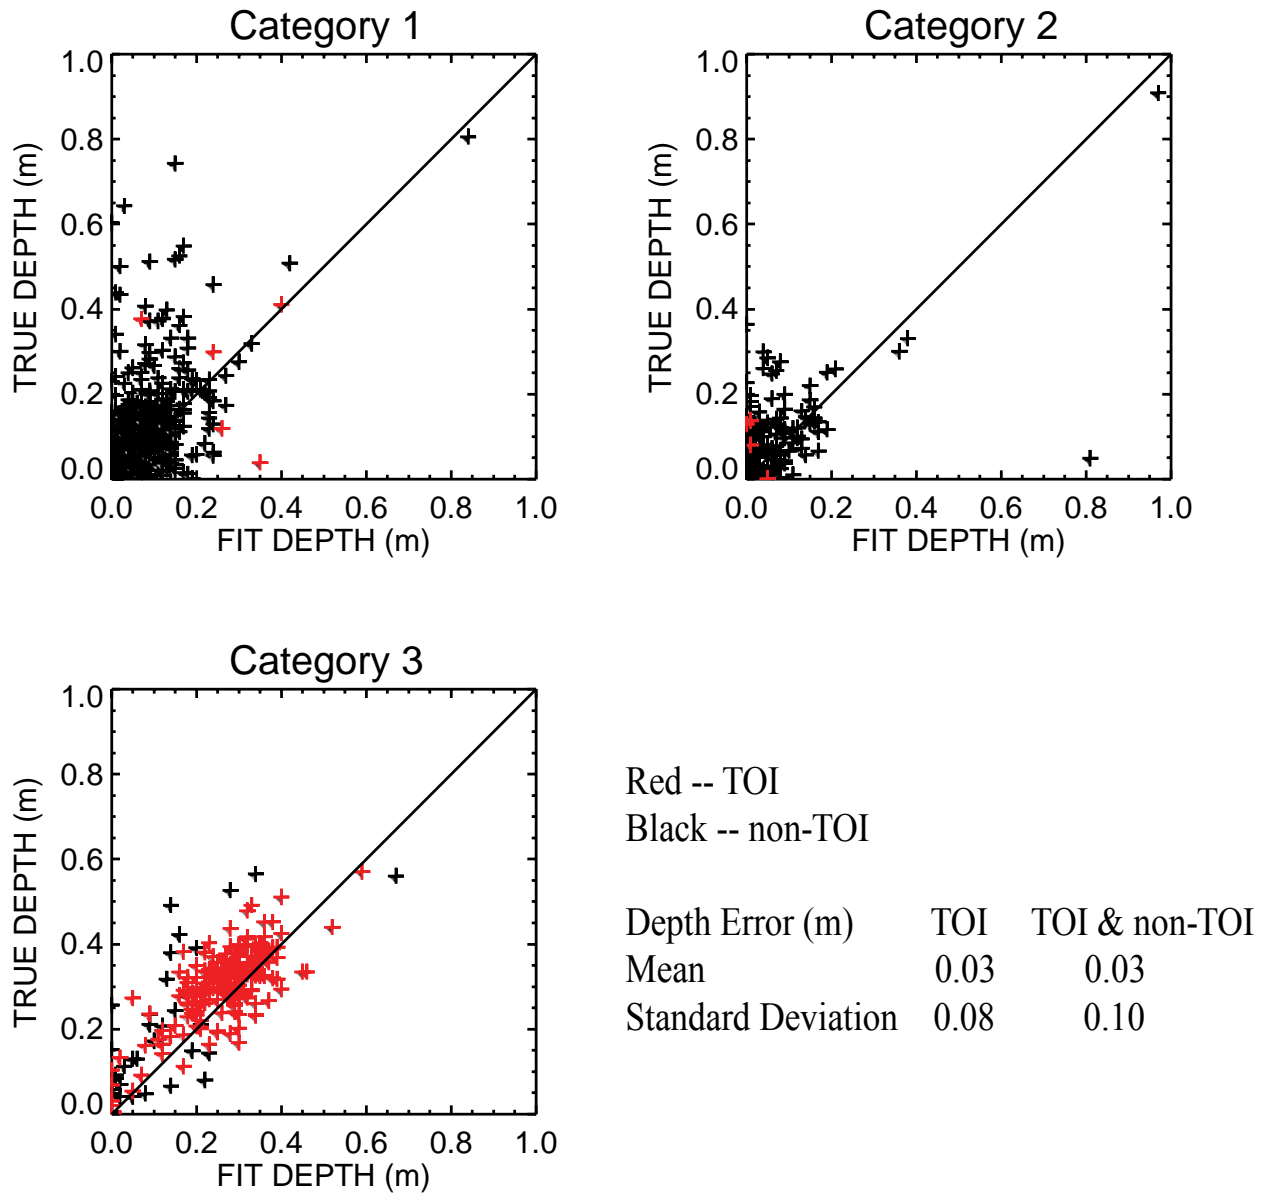 Category 1
1.0
0.8
0.6
0.4
0.2
0.0
TRUE DEPTH (m)
0.0 0.2 0.4 0.6 0.8 1.0
FIT DEPTH (m)
Category 2
1.0
0.8
0.6
0.4
0.2
0.0
TRUE DEPTH (m)
0.0 0.2 0.4 0.6 0.8 1.0
FIT DEPTH (m)
Category 3
1.0
0.8
0.6
0.4
0.2
0.0
TRUE DEPTH (m)
0.0 0.2 0.4 0.6 0.8 1.0
FIT DEPTH (m)
Red -- TOI
Black -- non-TOI
Depth Error (m) TOI TOI & non-TOI
Mean 0.03 0.03
Standard Deviation 0.08 0.10